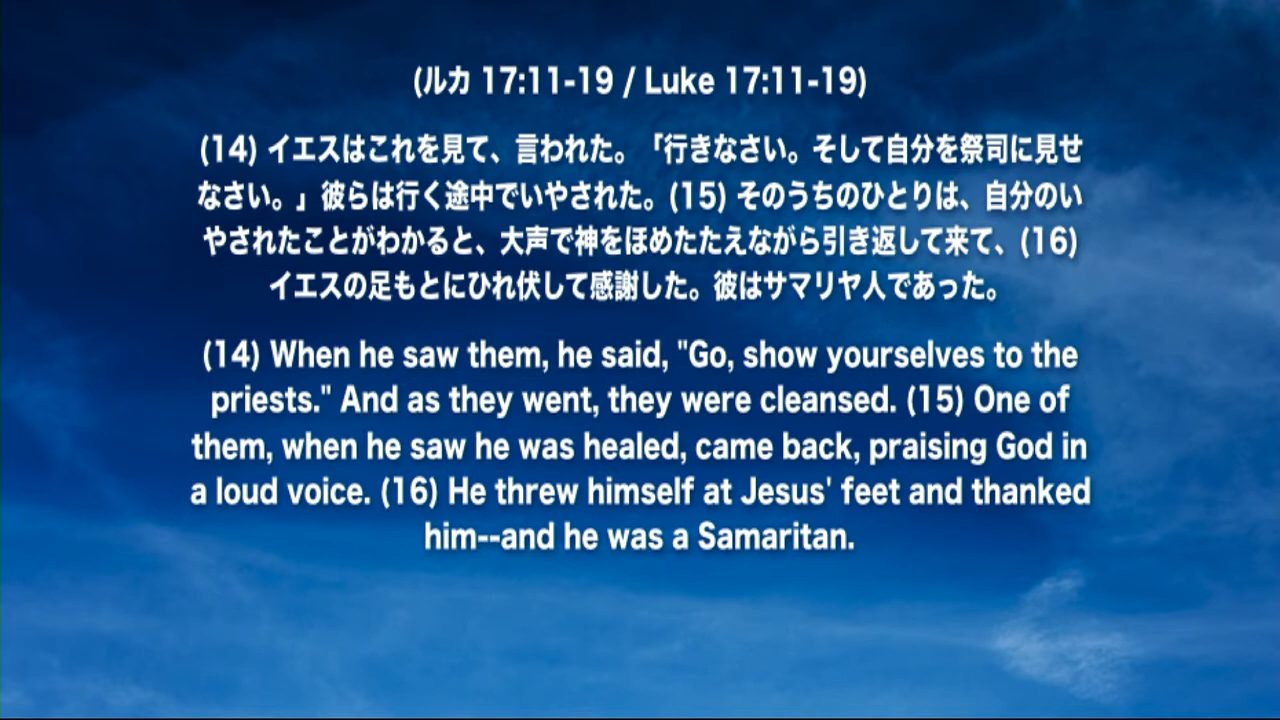 (ルカ 17:11-19 / Luke 17:11-19)
(14) イエスはこれを見て、言われた。「行きなさい。そして自分を祭司に見せ
なさい。」彼らは行く途中でいやされた。(15) そのうちのひとりは、自分のい
やされたことがわかると、大声で神をほめたたえながら引き返して来て、(16)
イエスの足もとにひれ伏して感謝した。彼はサマリヤ人であった。
(14) When he saw them, he said, "Go, show yourselves to the
priests." And as they went, they were cleansed. (15) One of
them, when he saw he was healed, came back, praising God in
a loud voice. (16) He threw himself at Jesus' feet and thanked
him--and he was a Samaritan.